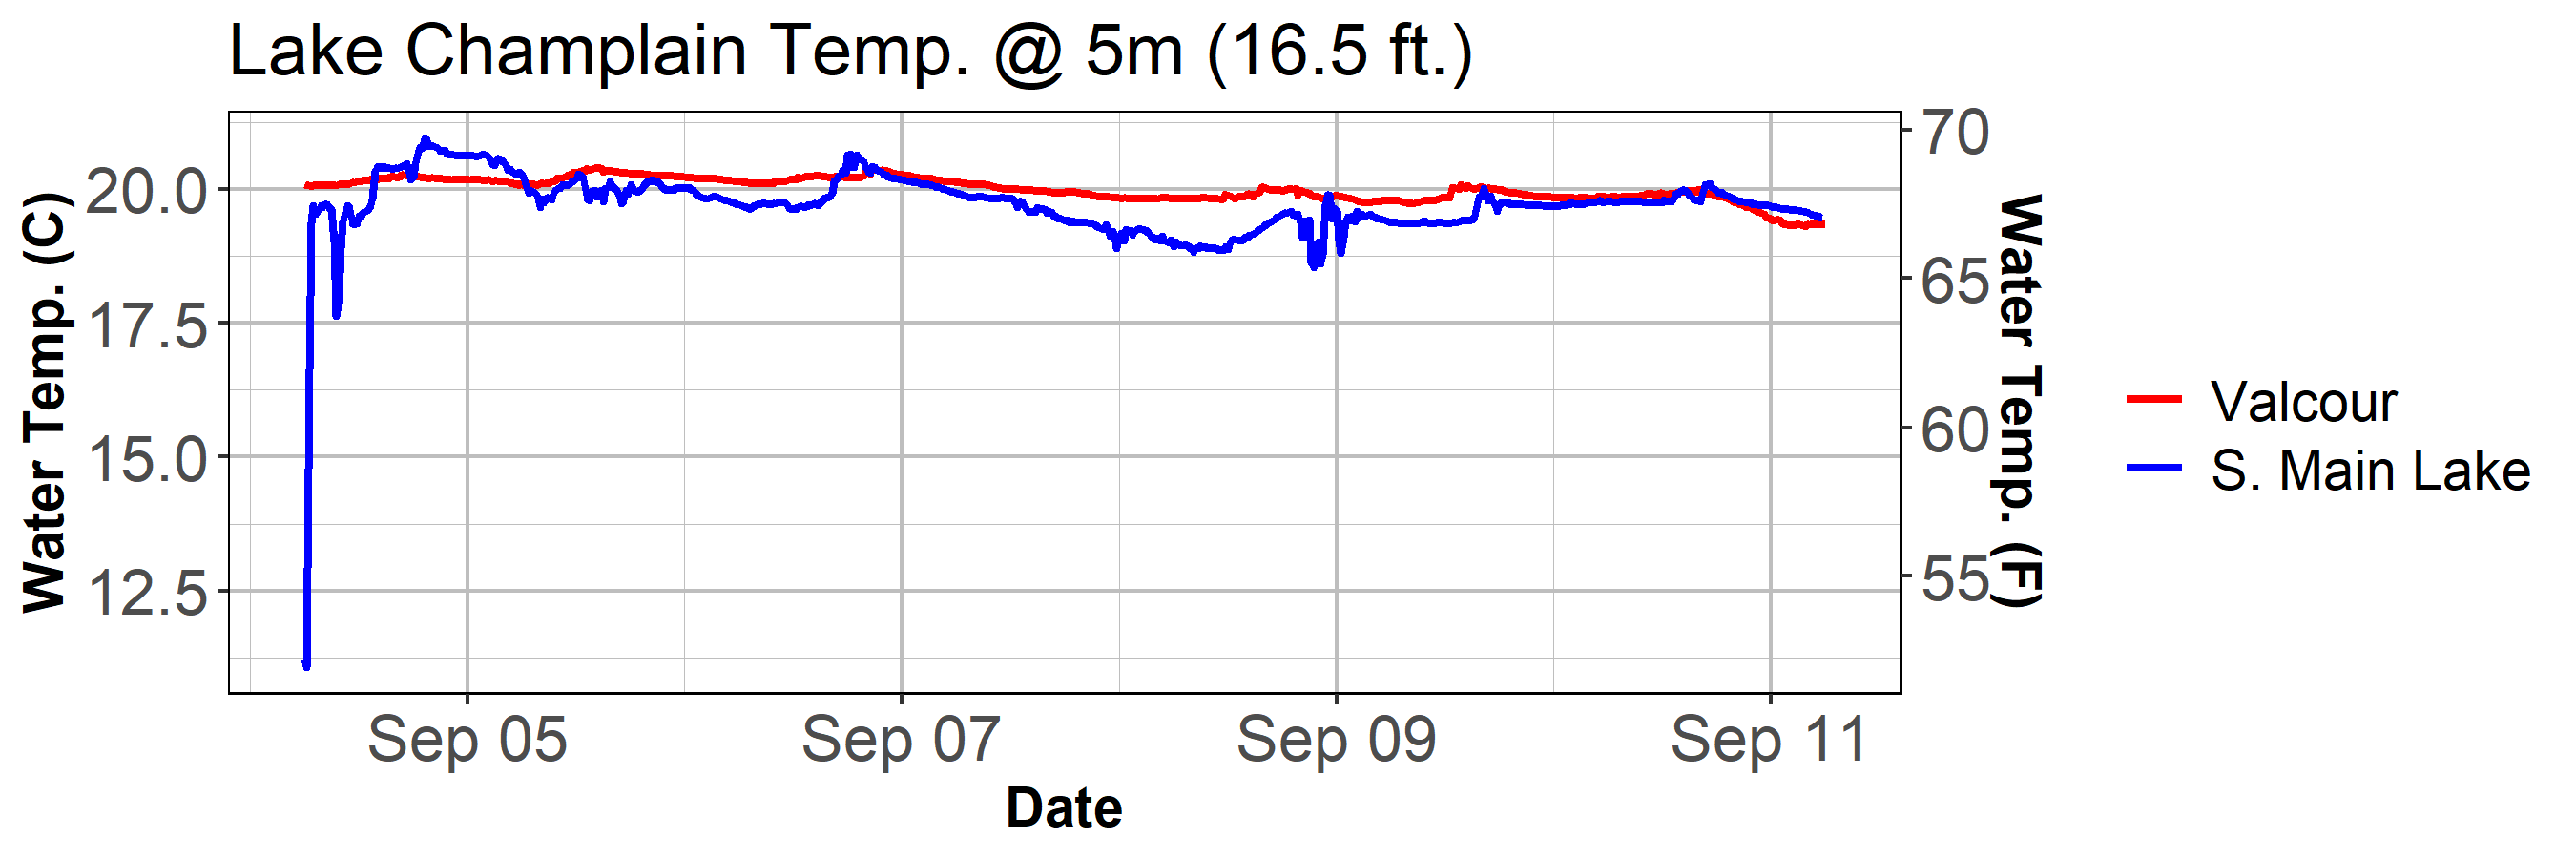 Lake Champlain Temp. @ 5m (16.5 ft.)
Water Temp. (C)
20.0
17.5
15.0
12.5
70
65
60
55
Water Temp. (F)
Sep 05 Sep 07 Sep 09 Sep 11
Date
Valcour
S. Main Lake